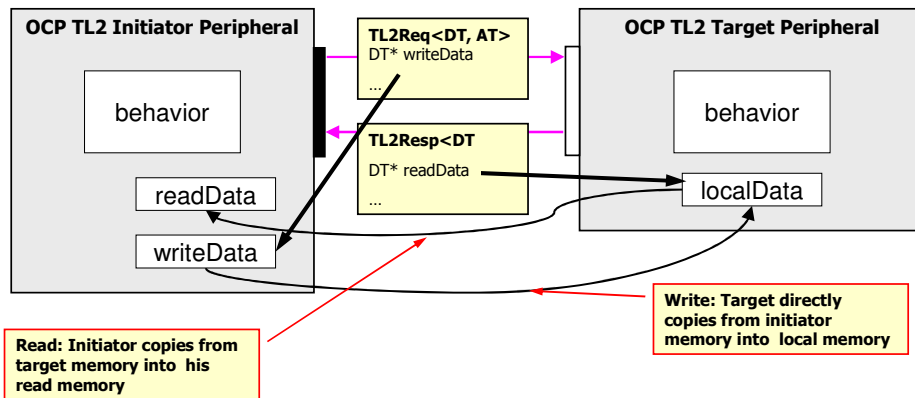 OCP TL2 Initiator Peripheral
TL2Req<DT, AT>
DT* writeData
...
OCP TL2 Target Peripheral
behavior
behavior
TL2Resp<DT
DT* readData
...
readData
localData
writeData
Write: Target directly
copies from initiator
memory into local memory
Read: Initiator copies from
target memory into his
read memory